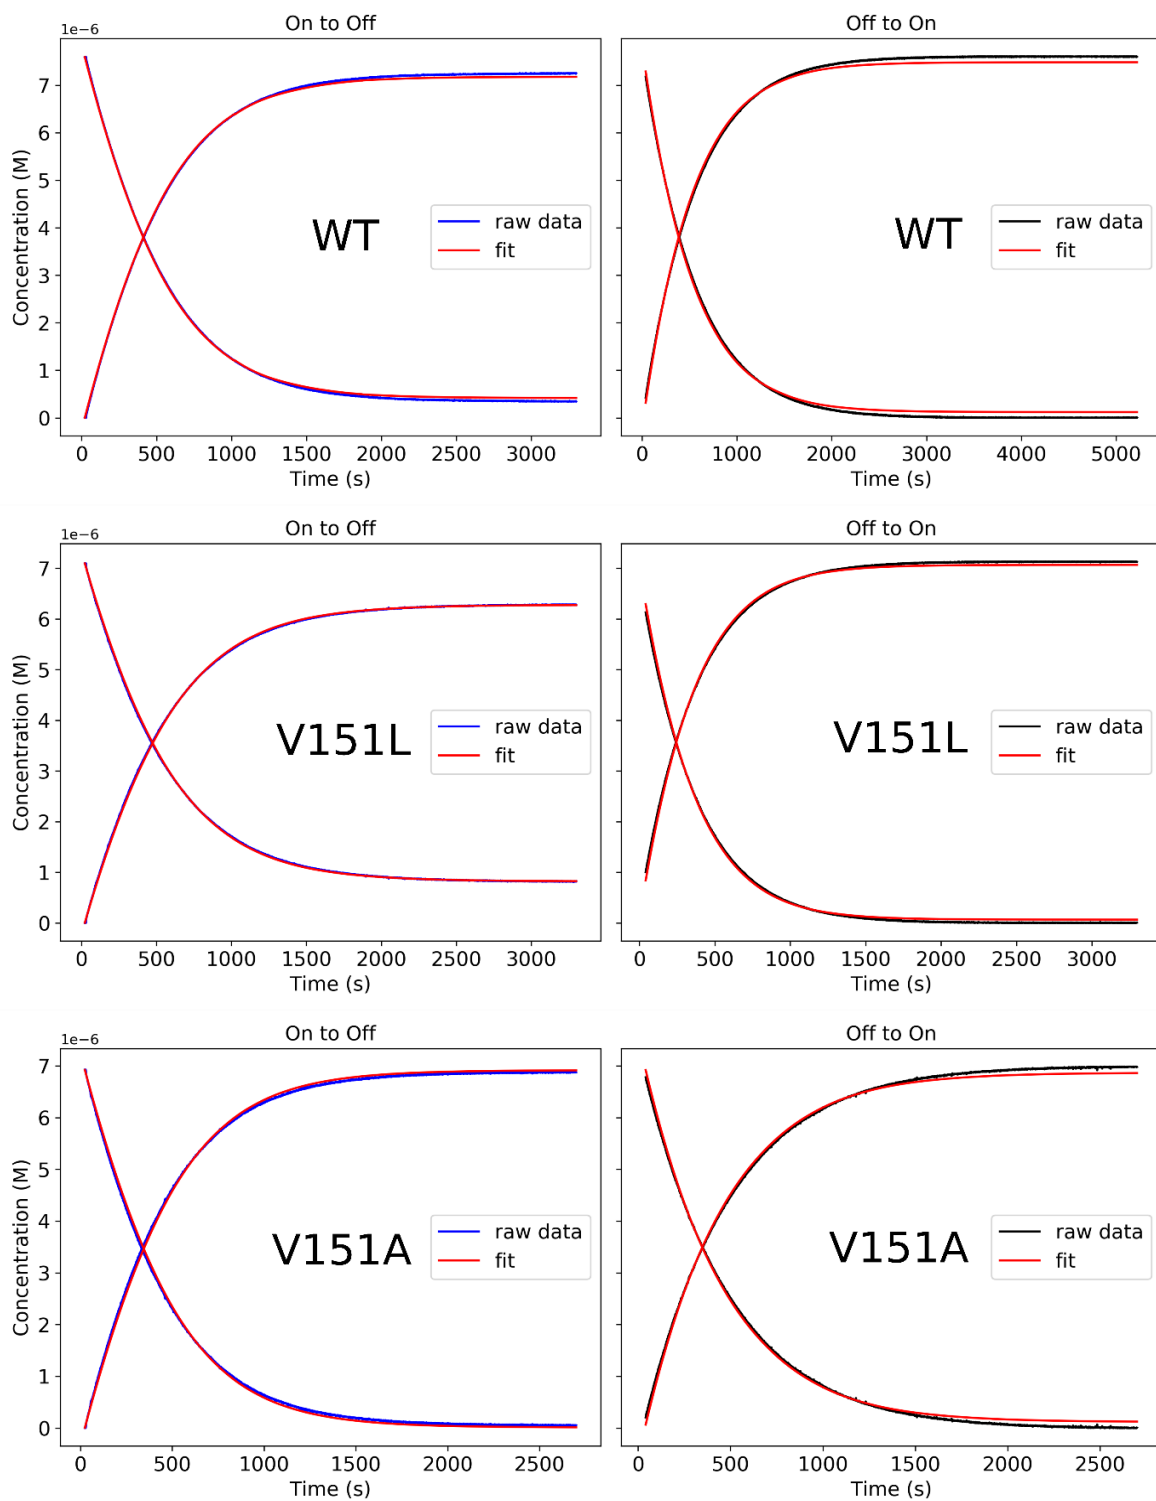 On to Off
Off to On
1e−6
Concentration (M)
7
6
5
4
3
2
1
0
WT
raw data
fit
WT
raw data
fit
0 500 1000 1500 2000 2500 3000
0 1000 2000 3000 4000 5000
Time (s)
Time (s)
On to Off
Off to On
1e−6
Concentration (M)
7
6
5
4
3
2
1
0
V151L
raw data
fit
V151L
raw data
fit
0 500 1000 1500 2000 2500 3000
0 500 1000 1500 2000 2500 3000
Time (s)
Time (s)
On to Off
Off to On
1e−6
Concentration (M)
7
6
5
4
3
2
1
0
V151A
raw data
fit
V151A
raw data
fit
0 500 1000 1500 2000 2500
0 500 1000 1500 2000 2500
Time (s)
Time (s)